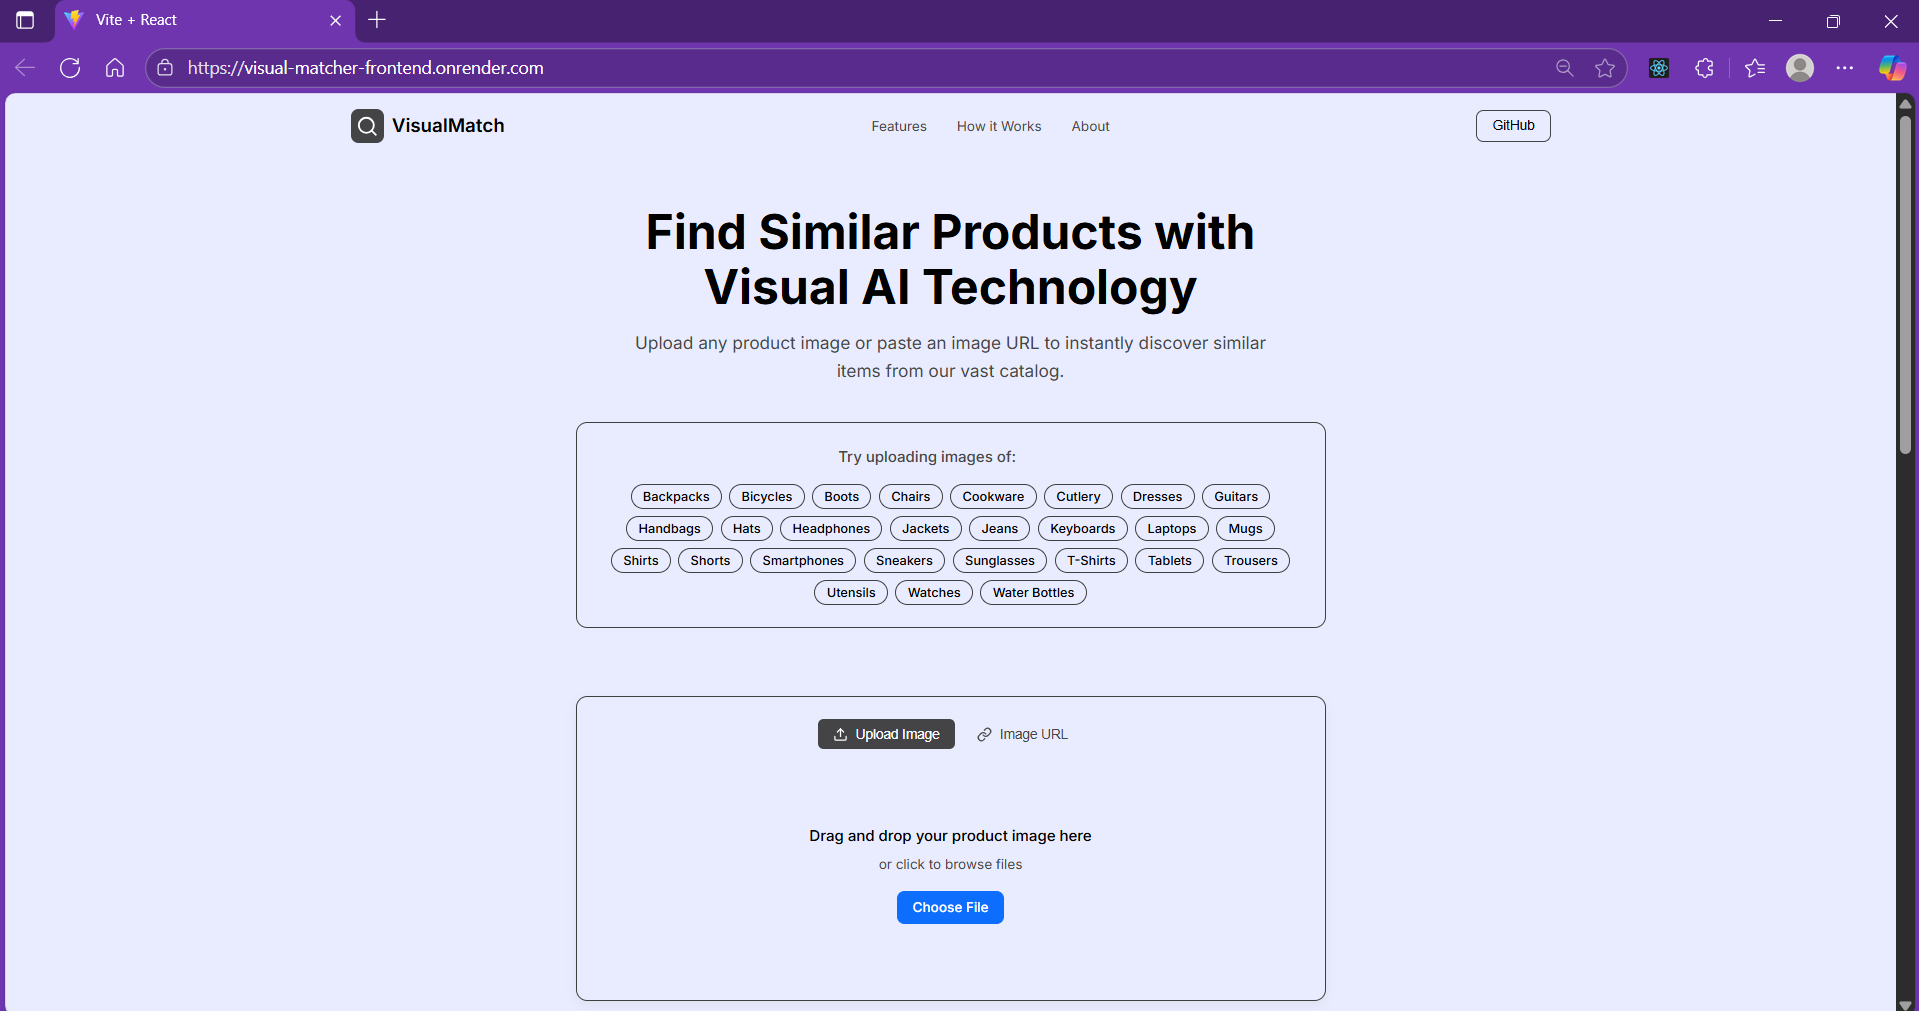 Vite + React
https://visual-matcher-frontend.onrender.com
VisualMatch
Features How it Works About
GitHub
Find Similar Products with
Visual AI Technology
Upload any product image or paste an image URL to instantly discover similar
items from our vast catalog.
Try uploading images of:
Backpacks Bicycles Boots Chairs Cookware Cutlery Dresses Guitars
Handbags Hats Headphones Jackets Jeans Keyboards Laptops Mugs
Shirts Shorts Smartphones Sneakers Sunglasses T-Shirts Tablets Trousers
Utensils Watches Water Bottles
Upload Image Image URL
Drag and drop your product image here
or click to browse files
Choose File